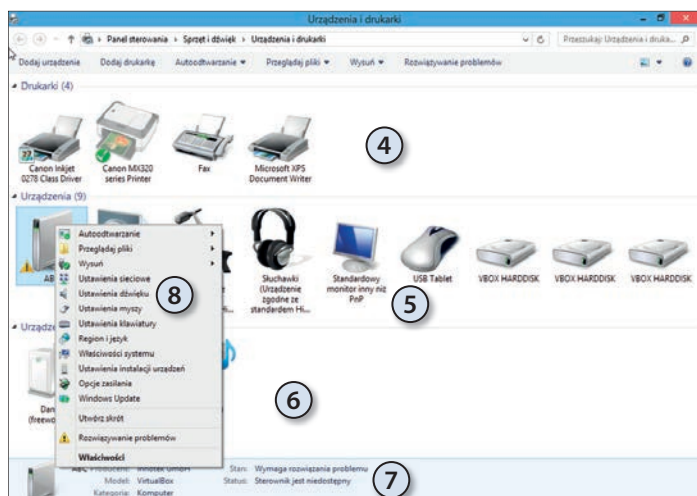 Urządzenia i drukarki
Panel sterowania Sprzęt i dźwięk Urządzenia i drukarki
Przeszukaj: Urządzenia i druka...
Dodaj urządzenie Dodaj drukarkę Autoodtwarzanie Przeglądaj pliki Wysuń Rozwiązywanie problemów
Drukarki (4)
4
Canon Inkjet 0278 Class Driver
Canon MX320 series Printer
Fax
Microsoft XPS Document Writer
Urządzenia (9)
Słuchawki (Urządzenie zgodne ze standardem Hi...
Standardowy monitor inny niż PnP
USB Tablet
VBOX HARDDISK
VBOX HARDDISK
VBOX HARDDISK
5
Autoodtwarzanie
Przeglądaj pliki
Wysuń
Ustawienia sieciowe
Ustawienia dźwięku
8
Ustawienia myszy
Ustawienia klawiatury
Region i język
Właściwości systemu
Ustawienia instalacji urządzeń
Opcje zasilania
Windows Update
Utwórz skrót
Rozwiązywanie problemów
Właściwości
6
Stan: Wymaga rozwiązania problemu
Model: VirtualBox Status: Sterownik jest niedostępny
Kategoria: Komputer
7